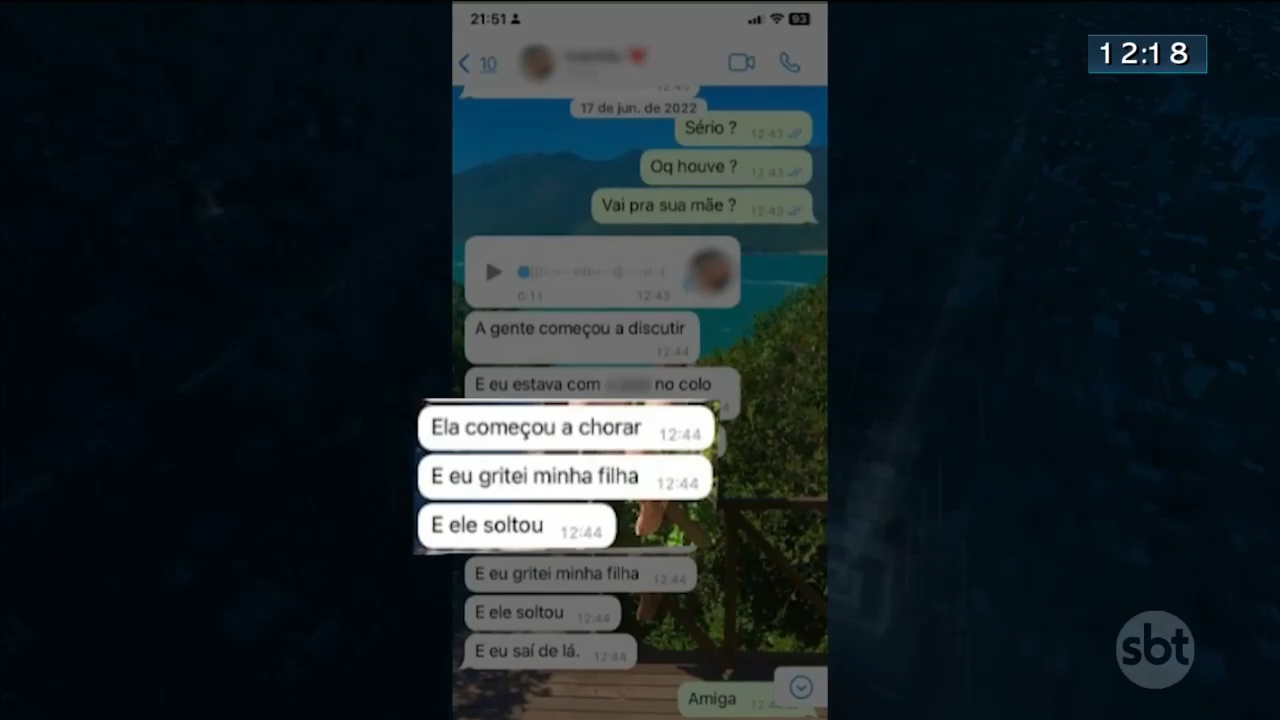 21:51
93
12:18
10
12:43
17 de jun. de 2022
Sério ? 12:43
Oq houve ? 12:43
Vai pra sua mãe ? 12:43
0:11 12:43
A gente começou a discutir
12:44
E eu estava com no colo
Ela começou a chorar 12:44
E eu gritei minha filha 12:44
E ele soltou 12:44
E eu gritei minha filha 12:44
E ele soltou 12:44
E eu saí de lá. 12:44
Amiga
sbt